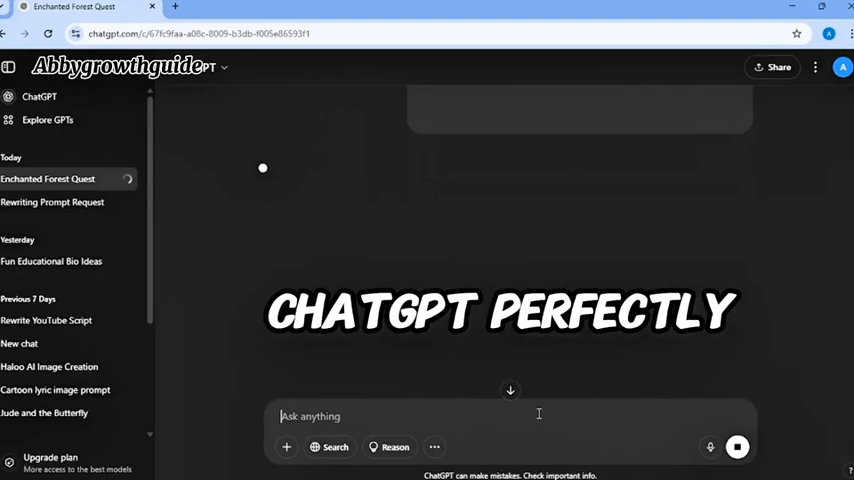 Enchanted Forest Quest
chatgpt.com/c/67fc9faa-a08c-8009-b3db-f005e86593f1
A
Abbygrowthguide
PT
Share
A
ChatGPT
Explore GPTs
Today
Enchanted Forest Quest
Rewriting Prompt Request
Yesterday
Fun Educational Bio Ideas
Previous 7 Days
Rewrite YouTube Script
New chat
Haloo AI Image Creation
Cartoon lyric image prompt
Jude and the Butterfly
Upgrade plan
More access to the best models
CHATGPT PERFECTLY
Ask anything
Search
Reason
ChatGPT can make mistakes. Check important info.
?